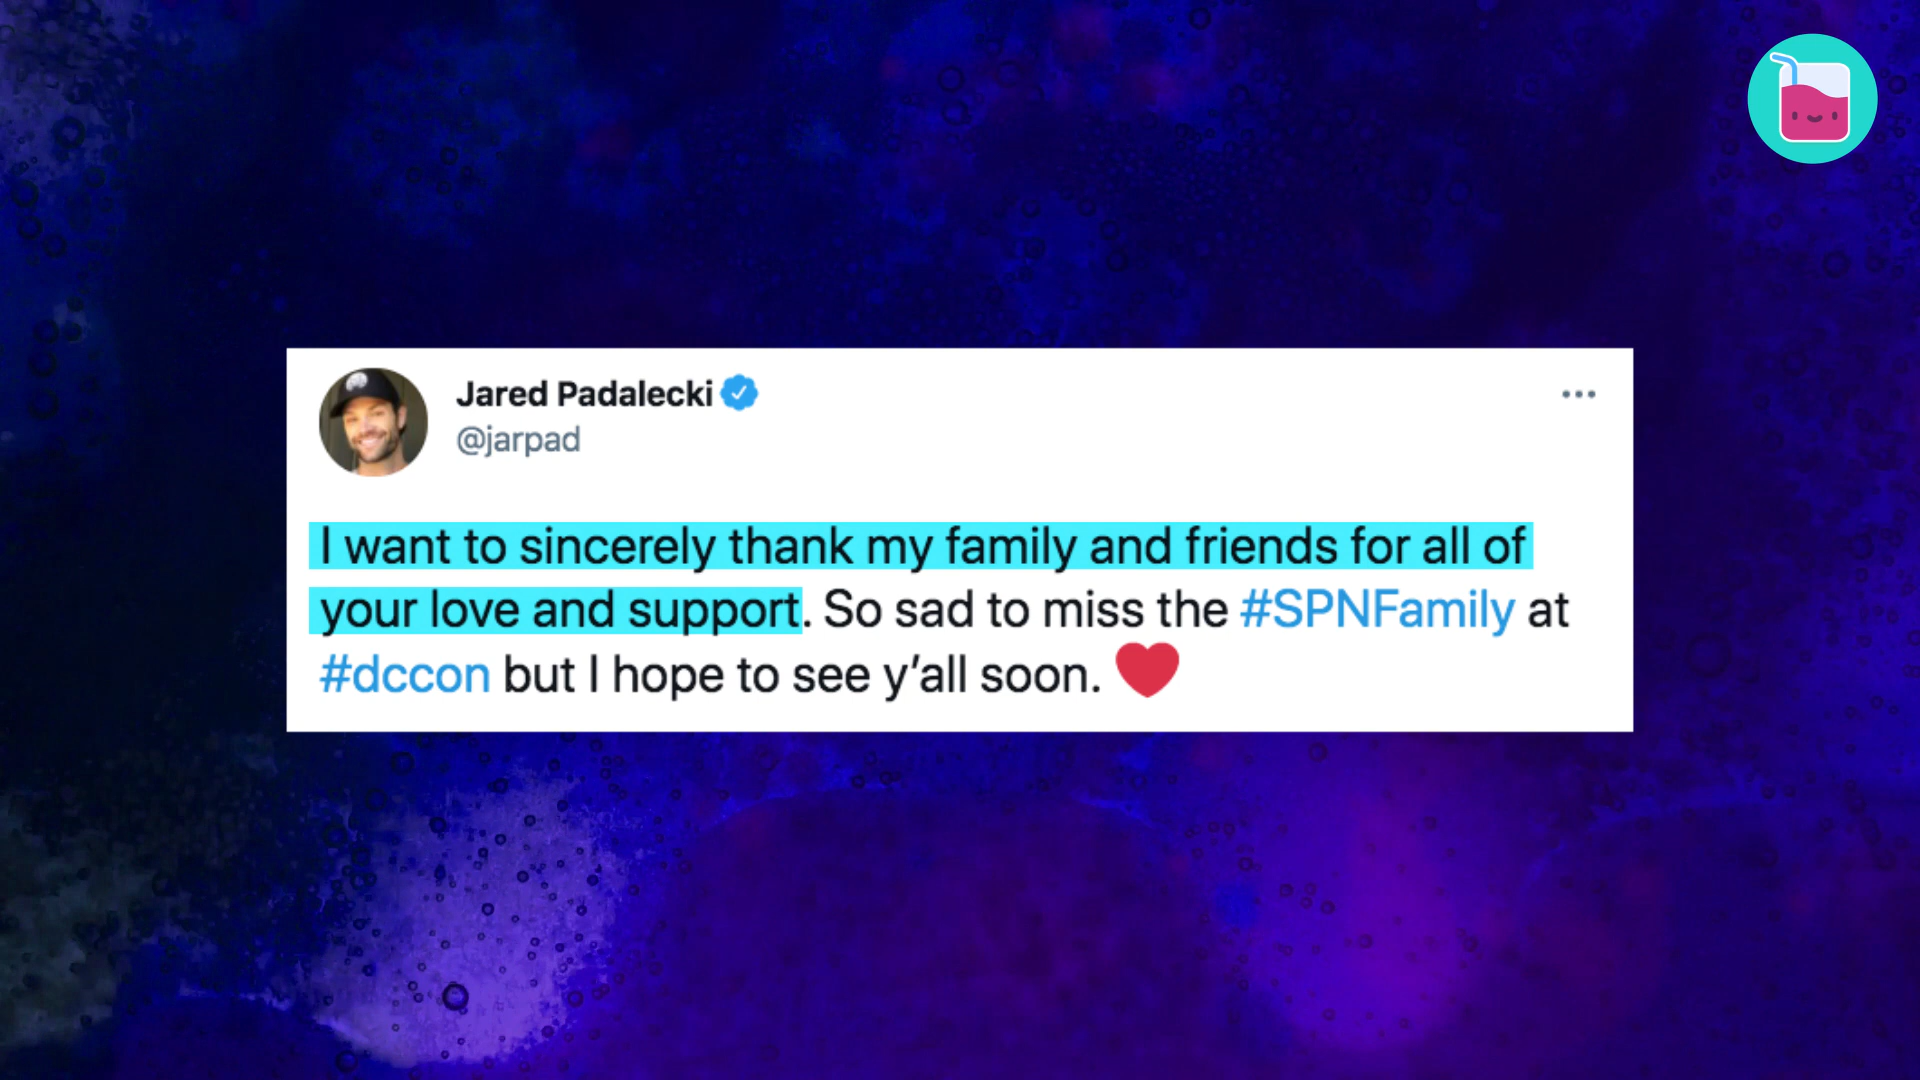 Jared Padalecki
@jarpad
I want to sincerely thank my family and friends for all of
your love and support. So sad to miss the #SPNFamily at
#dccon but I hope to see y’all soon. ❤️